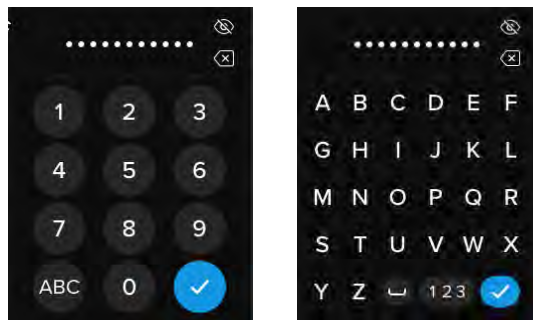 1 2 3
4 5 6
7 8 9
ABC 0
A B C D E F
G H I J K L
M N O P Q R
S T U V W X
Y Z 123